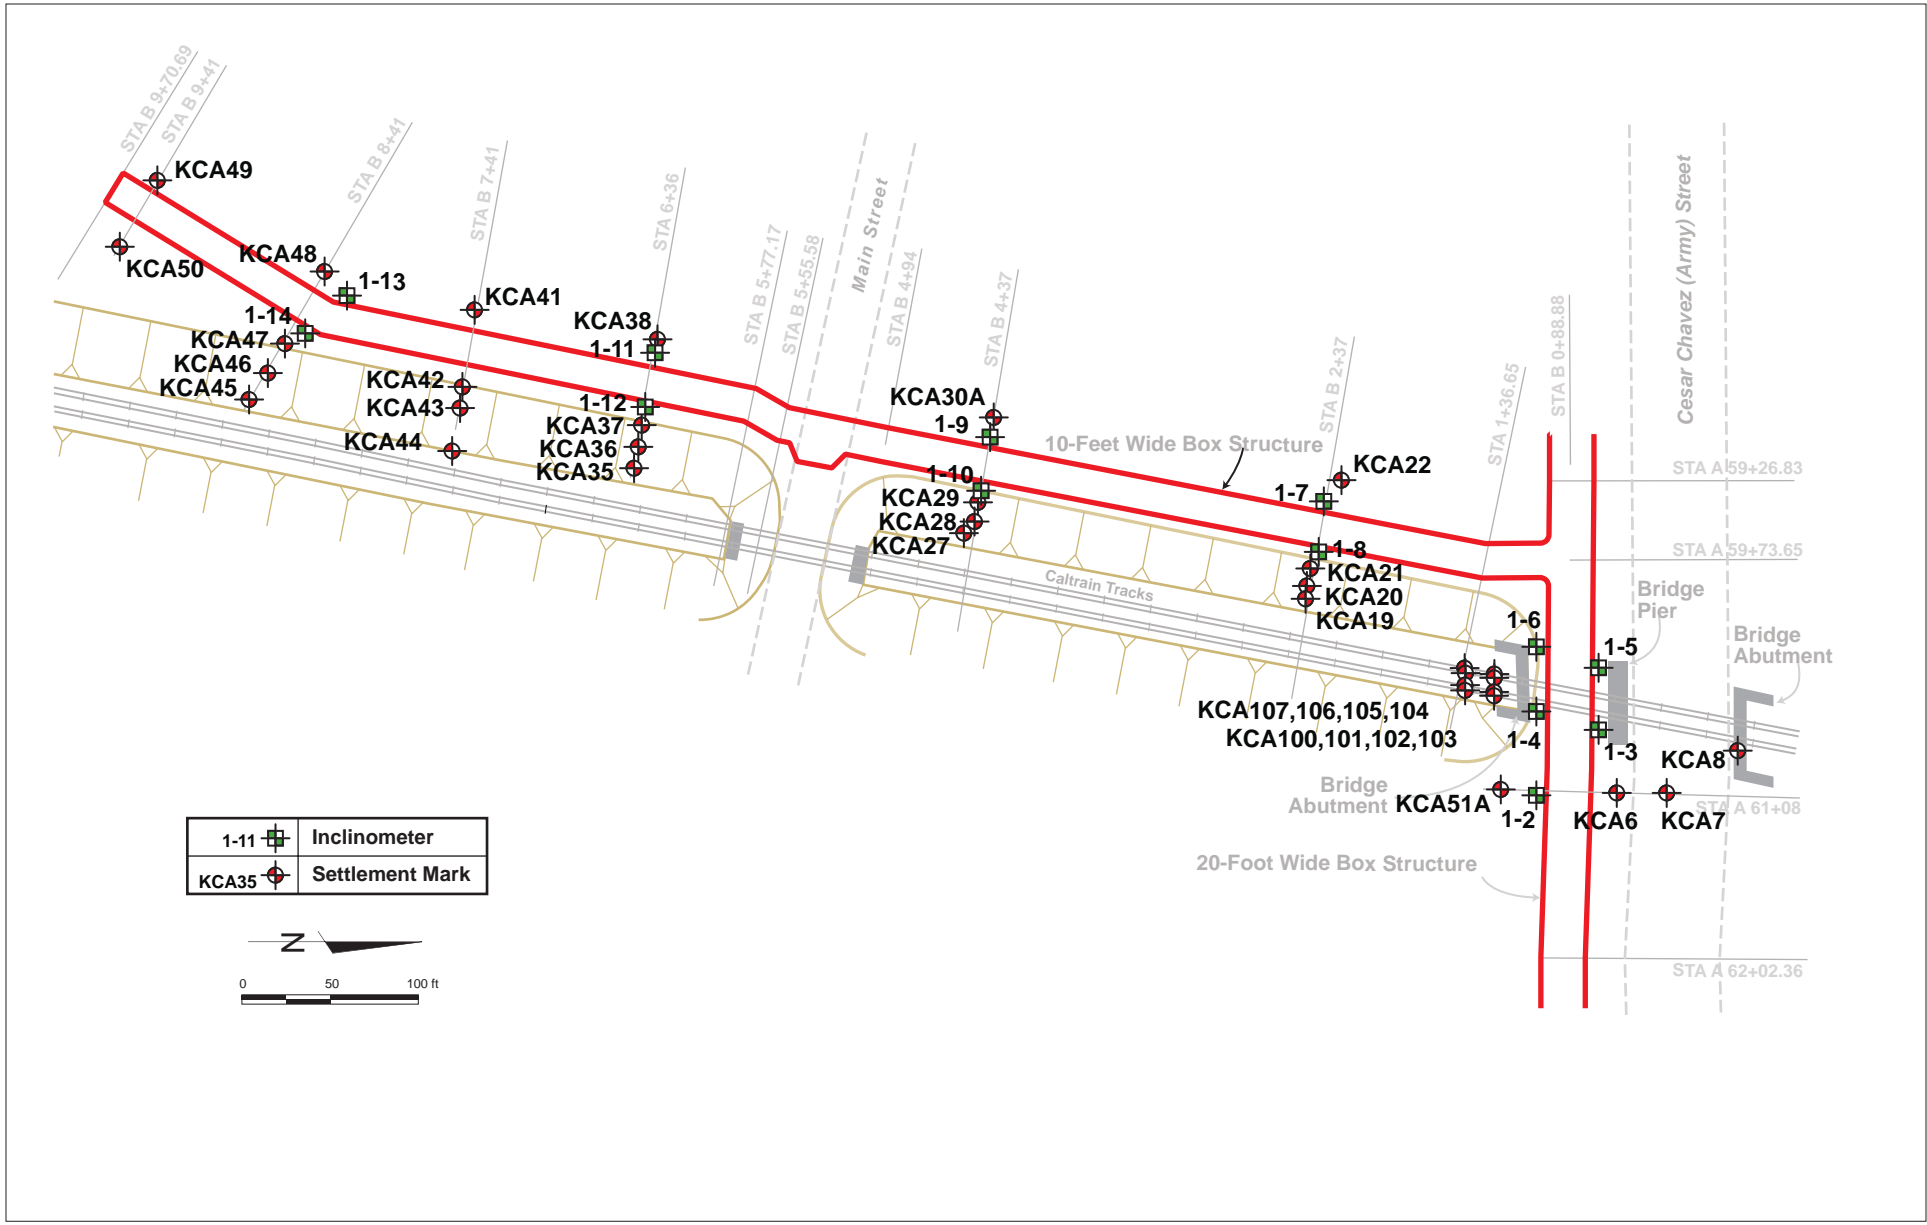 STA B 9+70.69
STA B 9+41
STA B 8+41
STA B 7+41
STA 6+36
STA B 5+77.17
STA B 5+55.58
Main Street
STA B 4+94
STA B 4+37
STA B 2+37
STA 1+36.65
STA B 0+88.88
Cesar Chavez (Army) Street
KCA49
KCA50
KCA48
1-13
1-14
KCA47
KCA46
KCA45
KCA41
KCA42
KCA43
KCA44
KCA38
1-11
1-12
KCA37
KCA36
KCA35
KCA30A
1-9
10-Feet Wide Box Structure
1-10
KCA29
KCA28
KCA27
KCA22
1-7
1-8
KCA21
KCA20
KCA19
Caltrain Tracks
STA A 59+26.83
STA A 59+73.65
Bridge
Pier
Bridge
Abutment
1-6
1-5
KCA107,106,105,104
KCA100,101,102,103
1-4
1-3
KCA8
Bridge
Abutment
KCA51A
1-2
KCA6
KCA7
STA A 61+08
20-Foot Wide Box Structure
STA A 62+02.36
1-11
Inclinometer
KCA35
Settlement Mark
N
0
50
100 ft